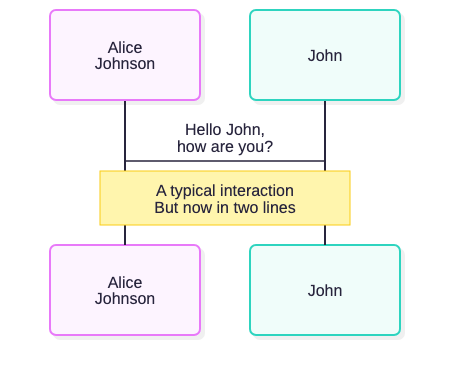 Alice
Johnson
John
Hello John,
how are you?
A typical interaction
But now in two lines
Alice
Johnson
John